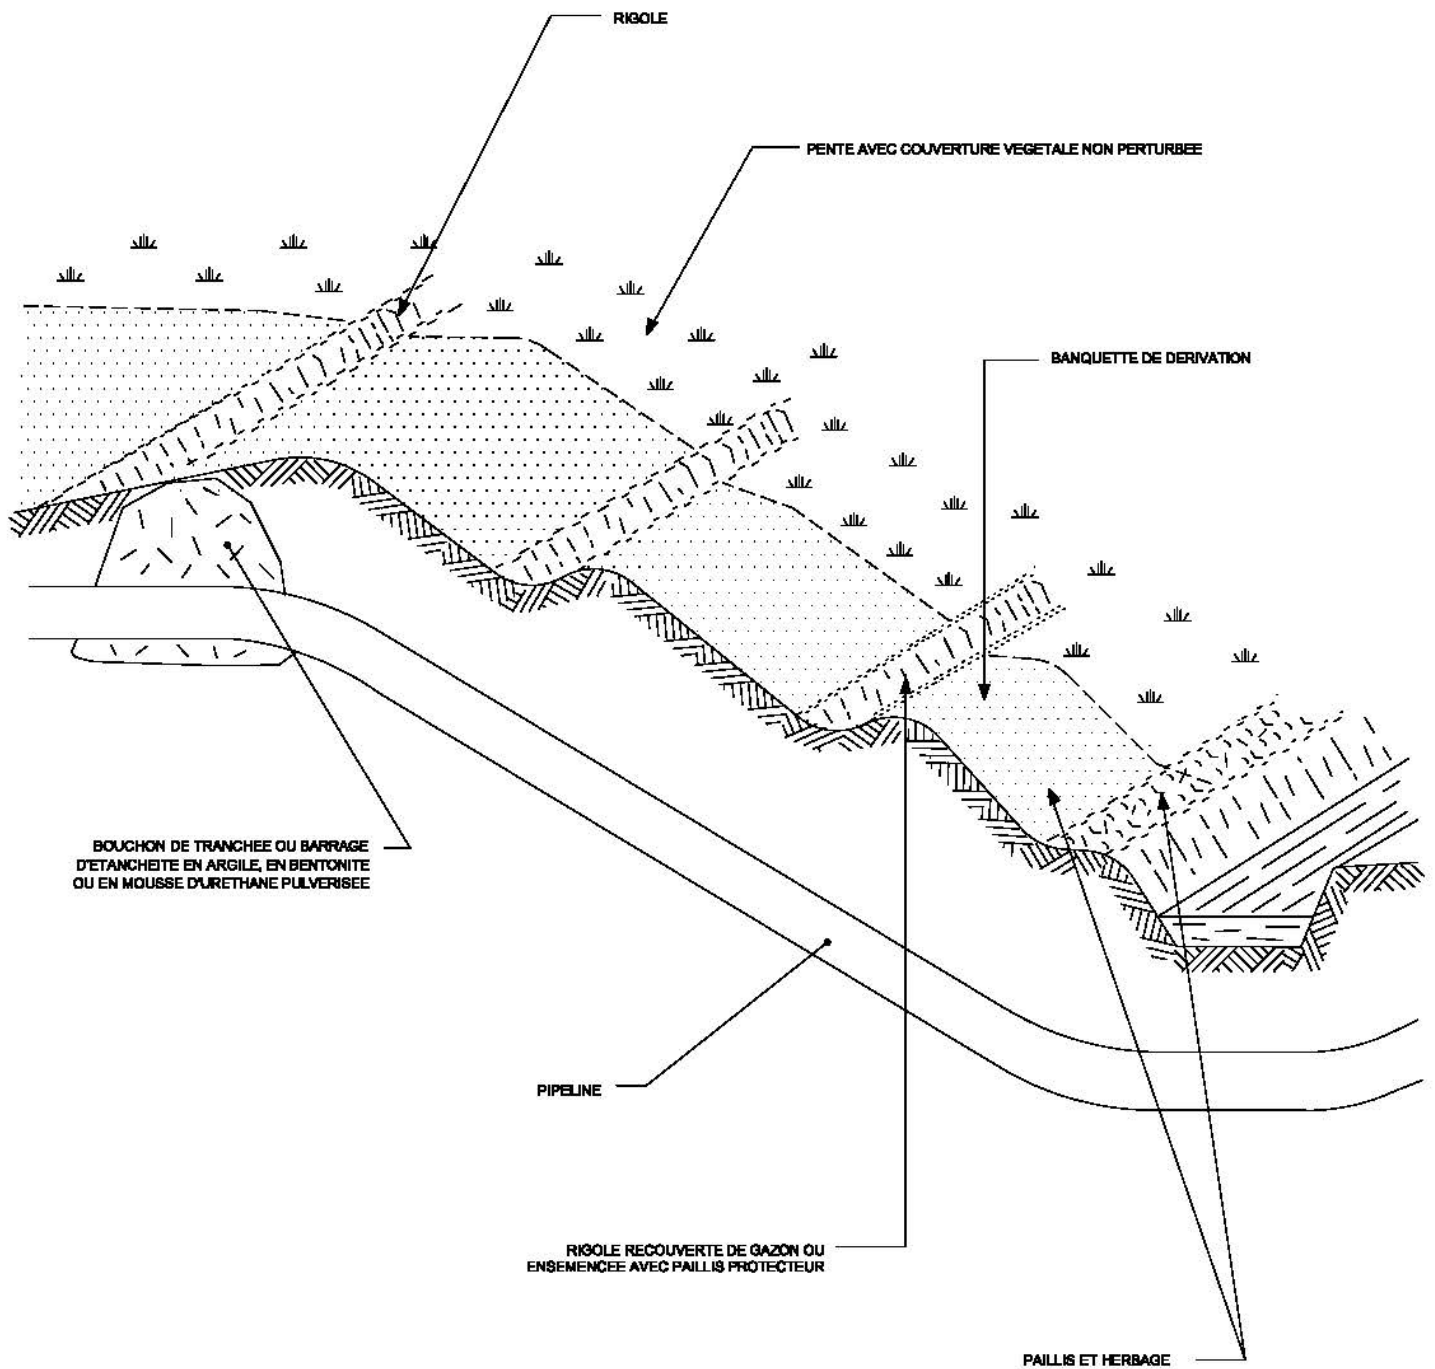 RIGOLE
PENTE AVEC COUVERTURE VEGETALE NON PERTURBEE
BANQUETTE DE DERIVATION
BOUCHON DE TRANCHEE OU BARRAGE
D'ETANCHEITE EN ARGILE, EN BENTONITE
OU EN MOUSSE D'URETHANE PULVERISEE
PIPELINE
RIGOLE RECOUVERTE DE GAZON OU
ENSEMENCEE AVEC PAILLIS PROTECTEUR
PAILLIS ET HERBAGE